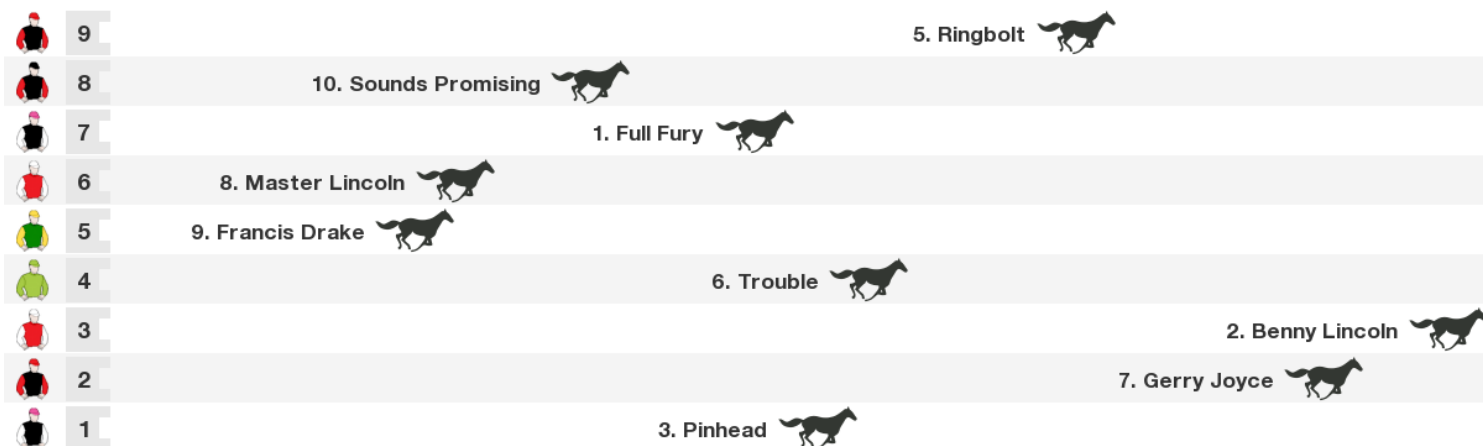 9 5. Ringbolt
8 10. Sounds Promising
7 1. Full Fury
6 8. Master Lincoln
5 9. Francis Drake
4 6. Trouble
3 2. Benny Lincoln
2 7. Gerry Joyce
1 3. Pinhead